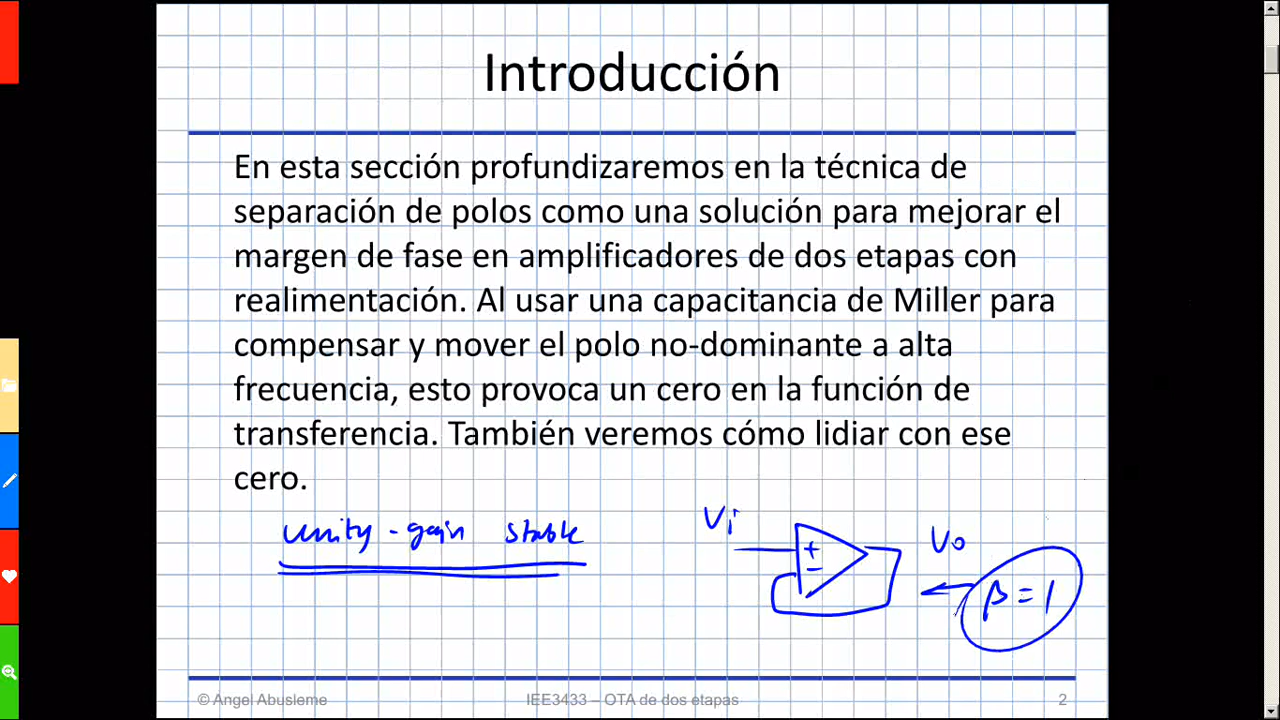 Introducción
En esta sección profundizaremos en la técnica de
separación de polos como una solución para mejorar el
margen de fase en amplificadores de dos etapas con
realimentación. Al usar una capacitancia de Miller para
compensar y mover el polo no-dominante a alta
frecuencia, esto provoca un cero en la función de
transferencia. También veremos cómo lidiar con ese
cero.
unity-gain stable
Vi
+
-
Vo
β = 1
© Angel Abusleme
IEE3433 – OTA de dos etapas
2